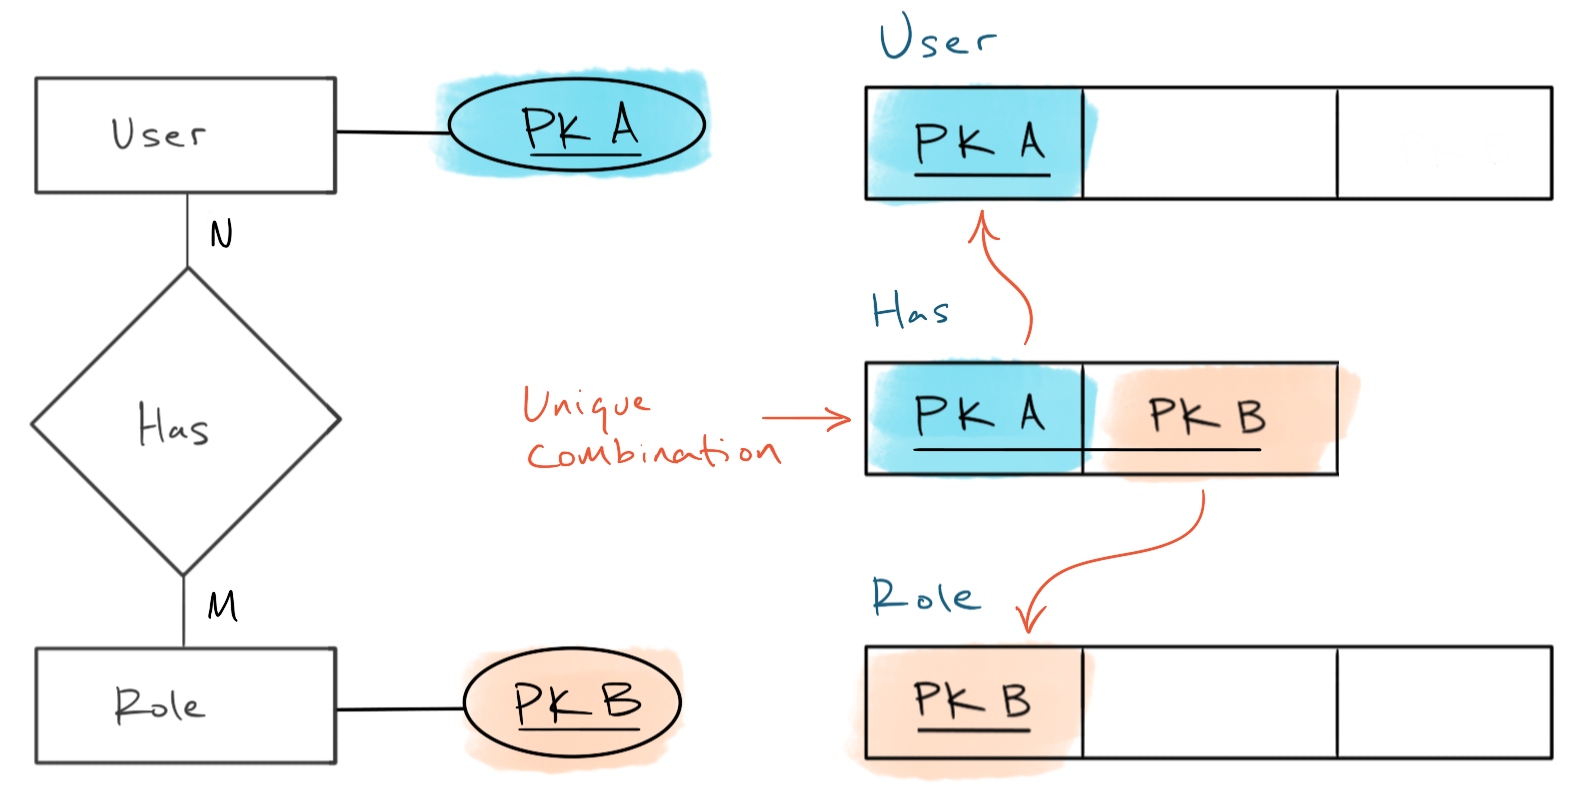 User
PK A
N
Has
M
Role
PK B
User
PK A
Has
Unique
combination
PK A
PK B
Role
PK B